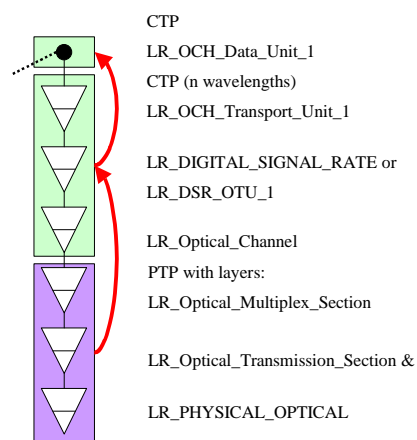 CTP
LR_OCH_Data_Unit_1
CTP (n wavelengths)
LR_OCH_Transport_Unit_1
LR_DIGITAL_SIGNAL_RATE or
LR_DSR_OTU_1
LR_Optical_Channel
PTP with layers:
LR_Optical_Multiplex_Section
LR_Optical_Transmission_Section &
LR_PHYSICAL_OPTICAL